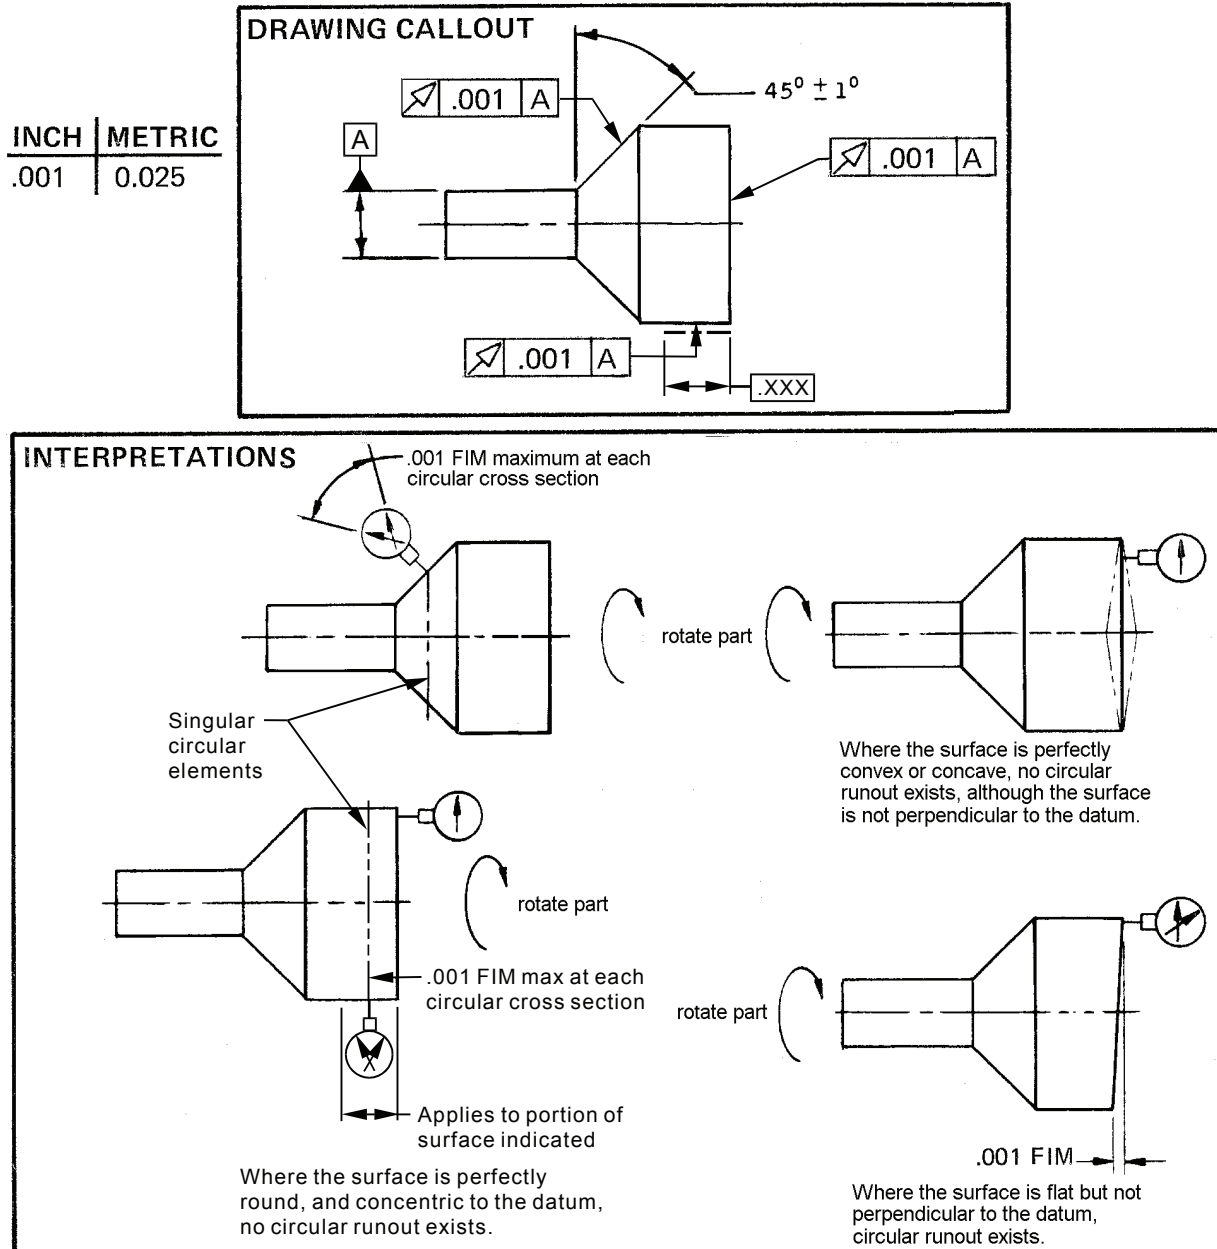 DRAWING CALLOUT
.001 A
45° ± 1°
INCH METRIC
.001 0.025
A
.001 A
.001 A
.XXX
INTERPRETATIONS
.001 FIM maximum at each
circular cross section
rotate part
Singular
circular
elements
Where the surface is perfectly
convex or concave, no circular
runout exists, although the surface
is not perpendicular to the datum.
rotate part
.001 FIM max at each
circular cross section
Applies to portion of
surface indicated
Where the surface is perfectly
round, and concentric to the datum,
no circular runout exists.
rotate part
.001 FIM
Where the surface is flat but not
perpendicular to the datum,
circular runout exists.